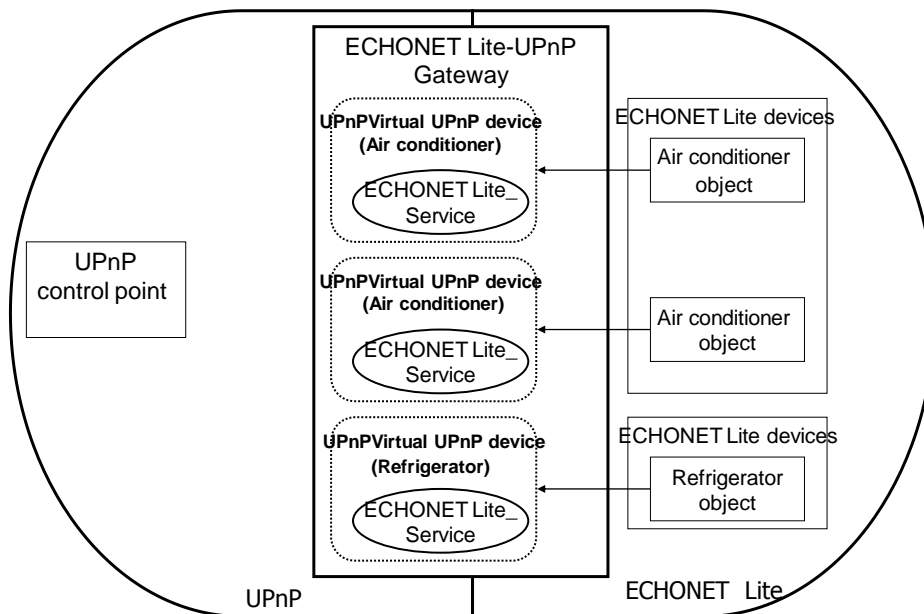 ECHONET Lite-UPnP
Gateway
UPnPVirtual UPnP device
(Air conditioner)
ECHONET Lite_
Service
ECHONET Lite devices
Air conditioner
object
UPnP
control point
UPnPVirtual UPnP device
(Air conditioner)
ECHONET Lite_
Service
Air conditioner
object
UPnPVirtual UPnP device
(Refrigerator)
ECHONET Lite_
Service
ECHONET Lite devices
Refrigerator
object
UPnP
ECHONET Lite